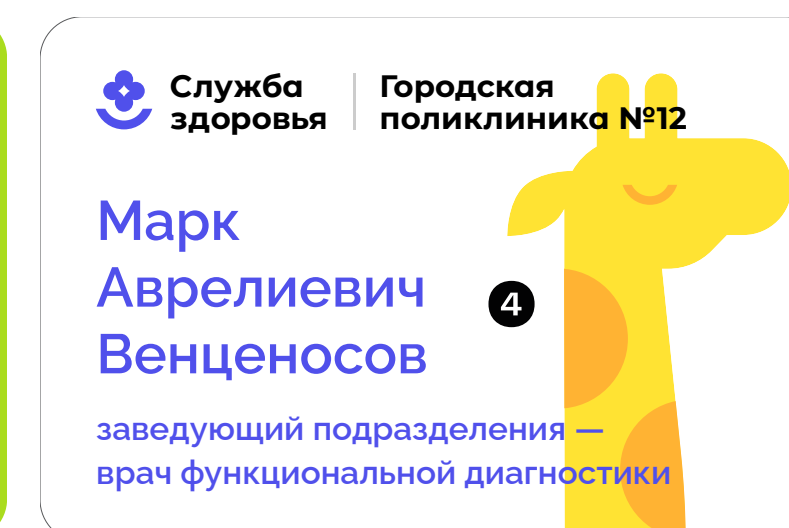 Служба
здоровья
Городская
поликлиника №12
Марк
Аврелиевич
Венценосов
4
заведующий подразделения —
врач функциональной диагностики